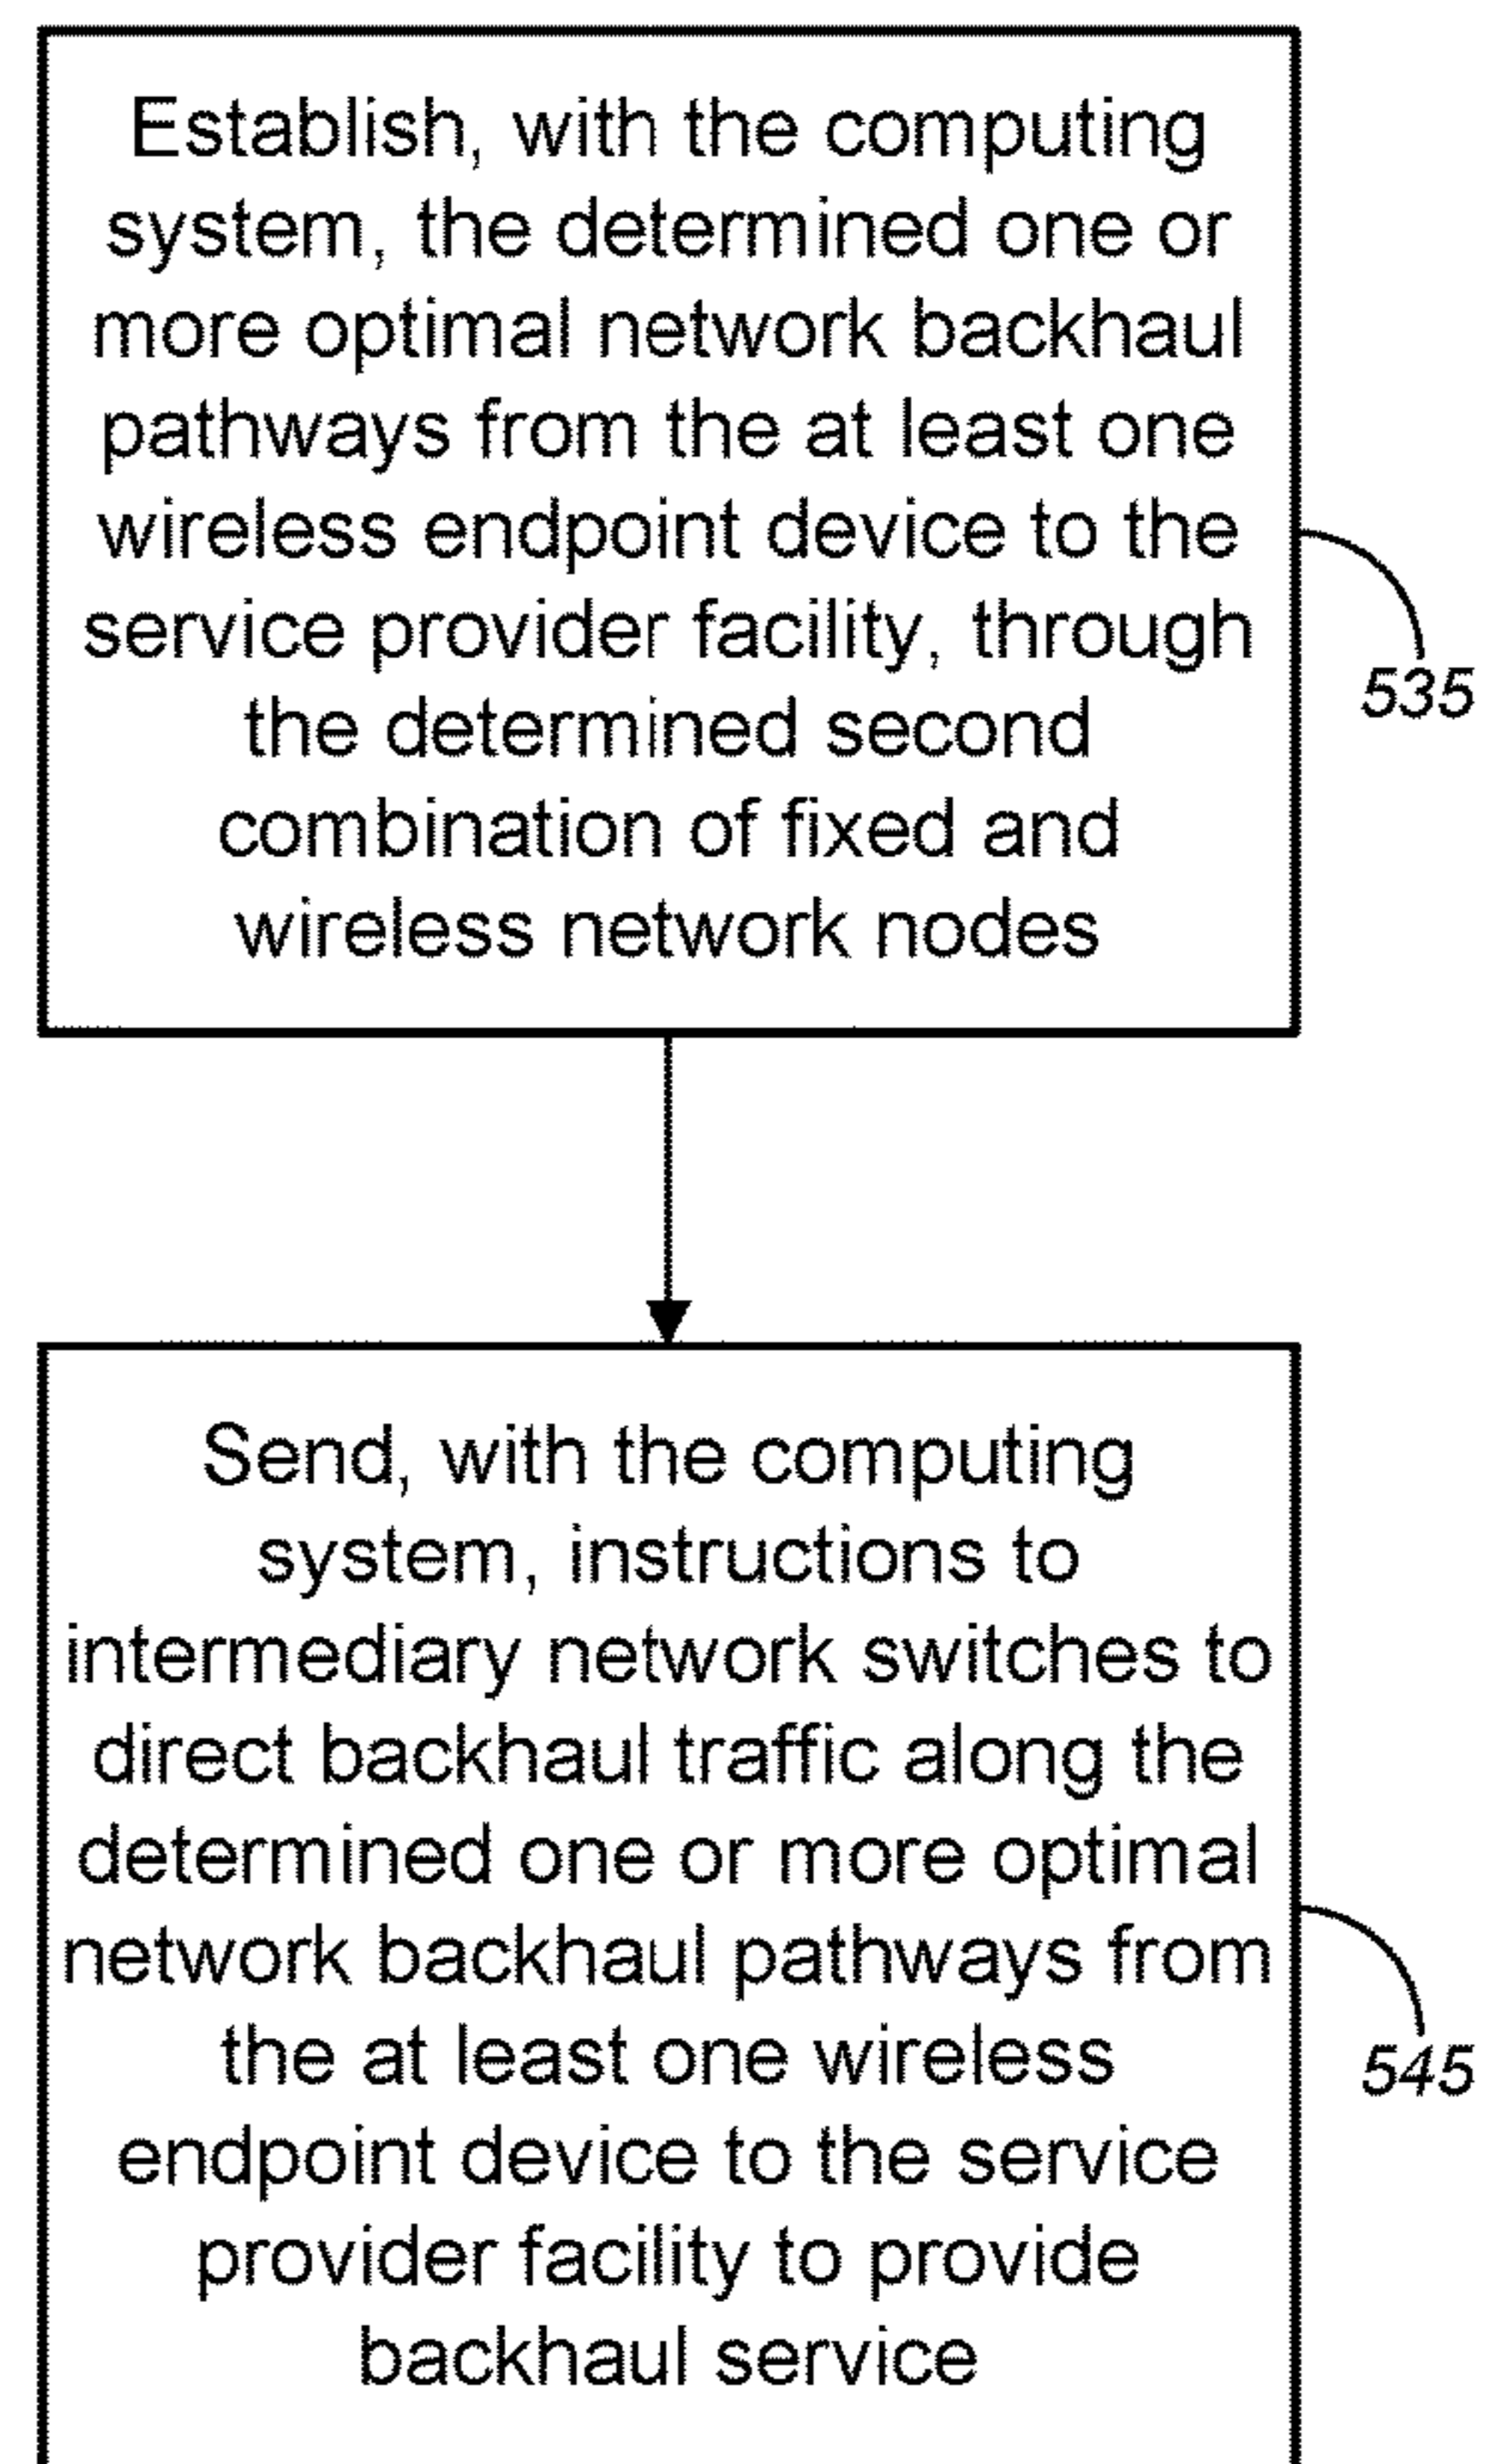 Establish, with the computing
system, the determined one or
more optimal network backhaul
pathways from the at least one
wireless endpoint device to the
service provider facility, through
the determined second
combination of fixed and
wireless network nodes
535
Send, with the computing
system, instructions to
intermediary network switches to
direct backhaul traffic along the
determined one or more optimal
network backhaul pathways from
the at least one wireless
endpoint device to the service
provider facility to provide
backhaul service
545